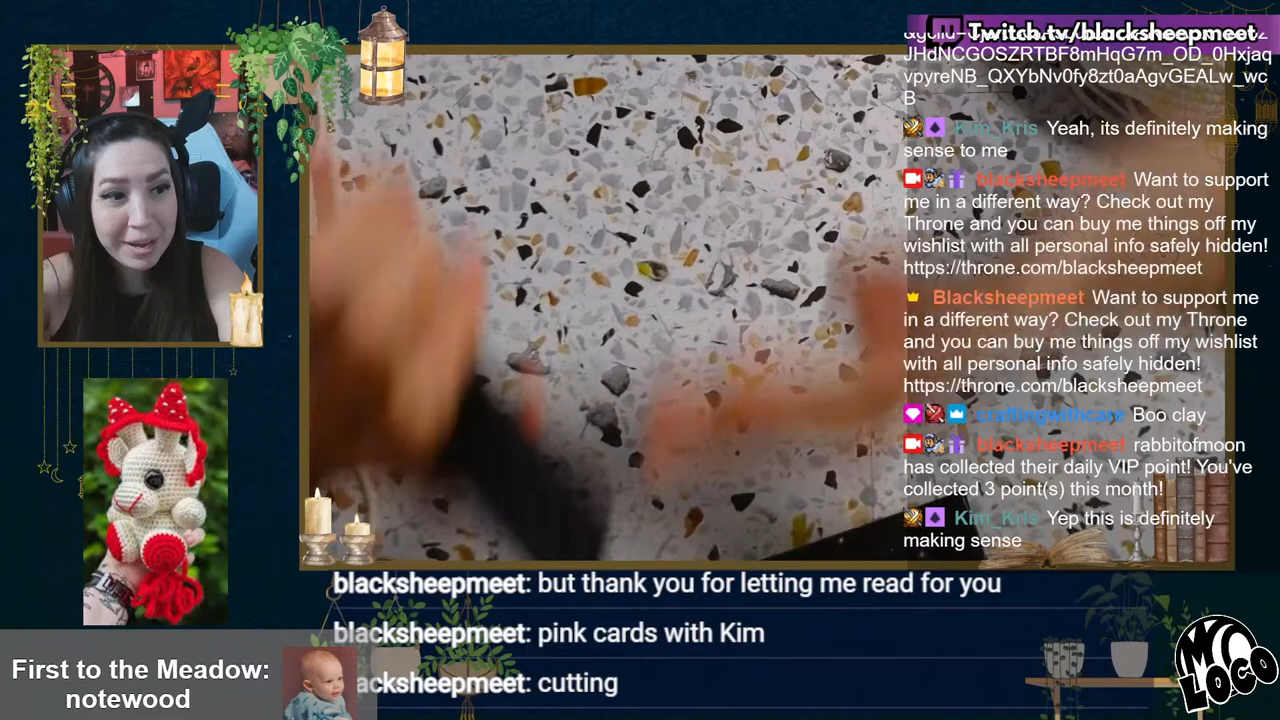 Twitch.tv/blacksheepmeet
JHdNCGOSZRTBF8mHqG7m_OD_0Hxjaq
vpyreNB_QXYbNv0fy8zt0aAgvGEALw_wc
B
Kim_Kris Yeah, its definitely making
sense to me
blacksheepmeet Want to support
me in a different way? Check out my
Throne and you can buy me things off my
wishlist with all personal info safely hidden!
https://throne.com/blacksheepmeet
Blacksheepmeet Want to support me
in a different way? Check out my Throne
and you can buy me things off my wishlist
with all personal info safely hidden!
https://throne.com/blacksheepmeet
craftingwithcare Boo clay
blacksheepmeet rabbitofmoon
has collected their daily VIP point! You've
collected 3 point(s) this month!
Kim_Kris Yep this is definitely
making sense
blacksheepmeet: but thank you for letting me read for you
blacksheepmeet: pink cards with Kim
acksheepmeet: cutting
First to the Meadow:
notewood
MC
LOCO